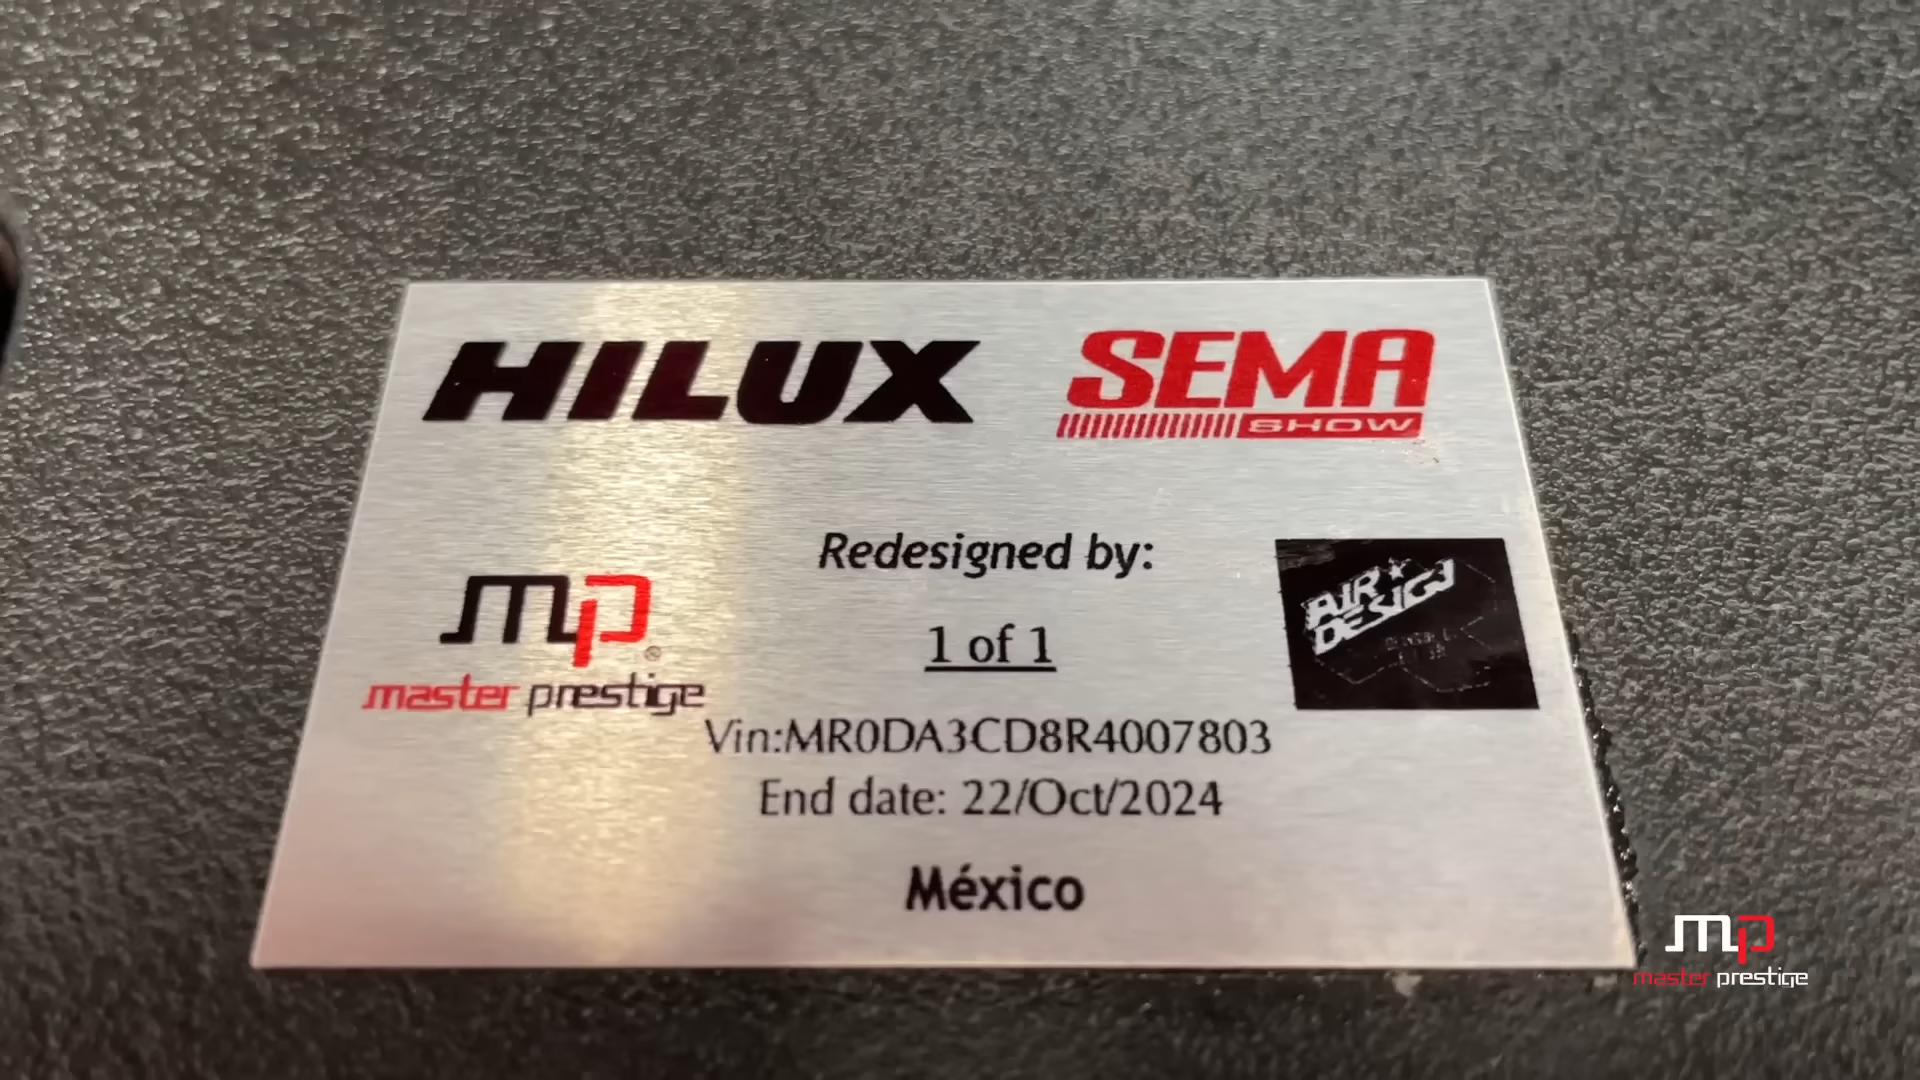 HILUX
SEMA
SHOW
Redesigned by:
mp
master prestige
1 of 1
AIR
DESIGN
Vin:MR0DA3CD8R4007803
End date: 22/Oct/2024
México
mp
master prestige